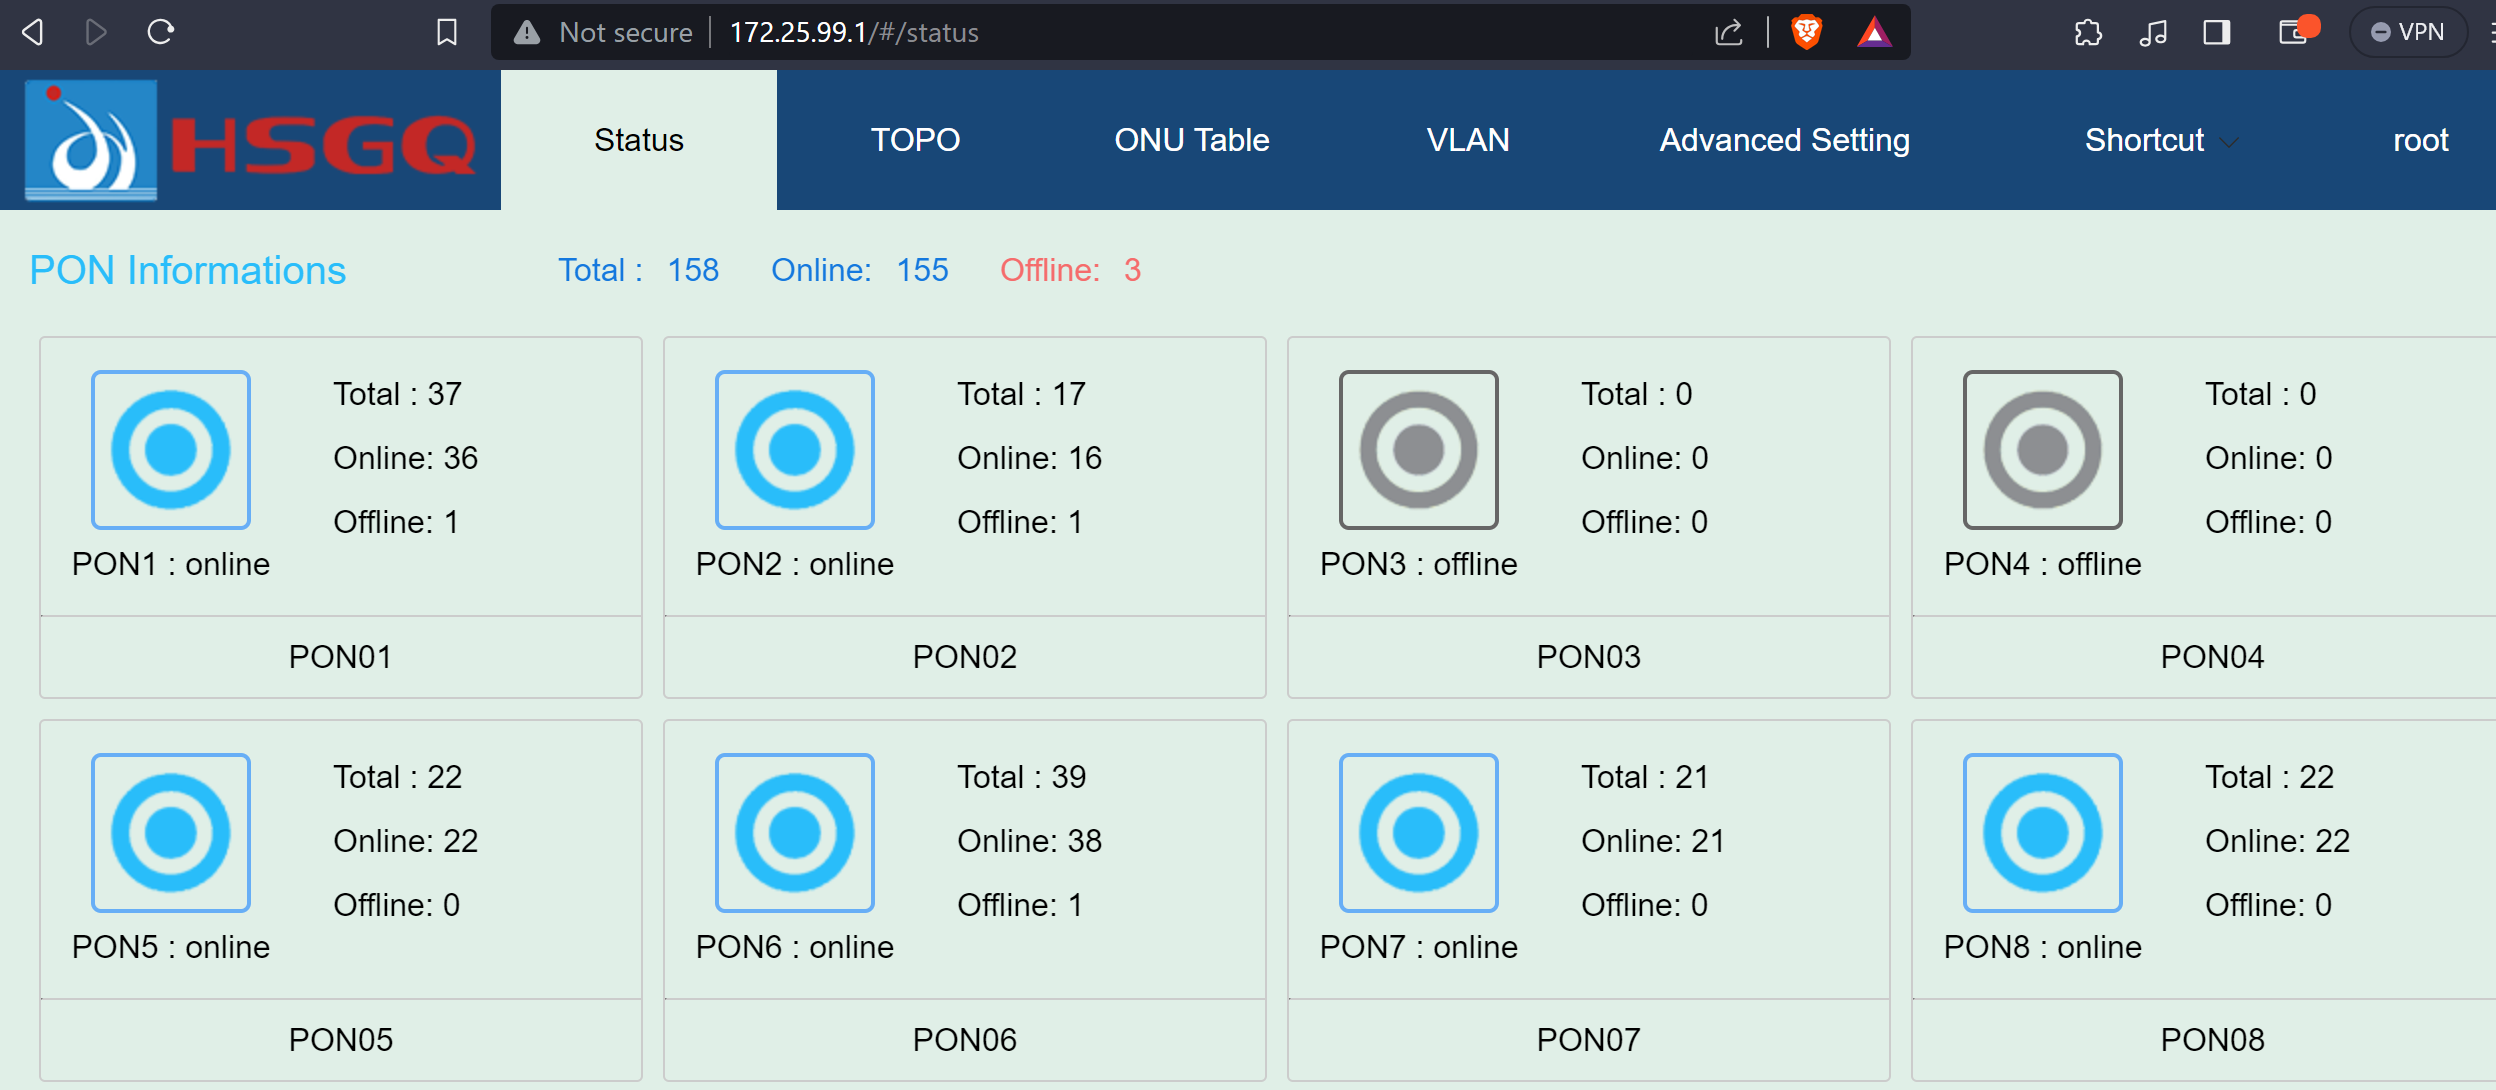 Not secure 172.25.99.1/#/status VPN
HSGQ Status TOPO ONU Table VLAN Advanced Setting Shortcut root
PON Informations Total : 158 Online: 155 Offline: 3
Total : 37
Online: 36
Offline: 1
PON1 : online
PON01
Total : 17
Online: 16
Offline: 1
PON2 : online
PON02
Total : 0
Online: 0
Offline: 0
PON3 : offline
PON03
Total : 0
Online: 0
Offline: 0
PON4 : offline
PON04
Total : 22
Online: 22
Offline: 0
PON5 : online
PON05
Total : 39
Online: 38
Offline: 1
PON6 : online
PON06
Total : 21
Online: 21
Offline: 0
PON7 : online
PON07
Total : 22
Online: 22
Offline: 0
PON8 : online
PON08